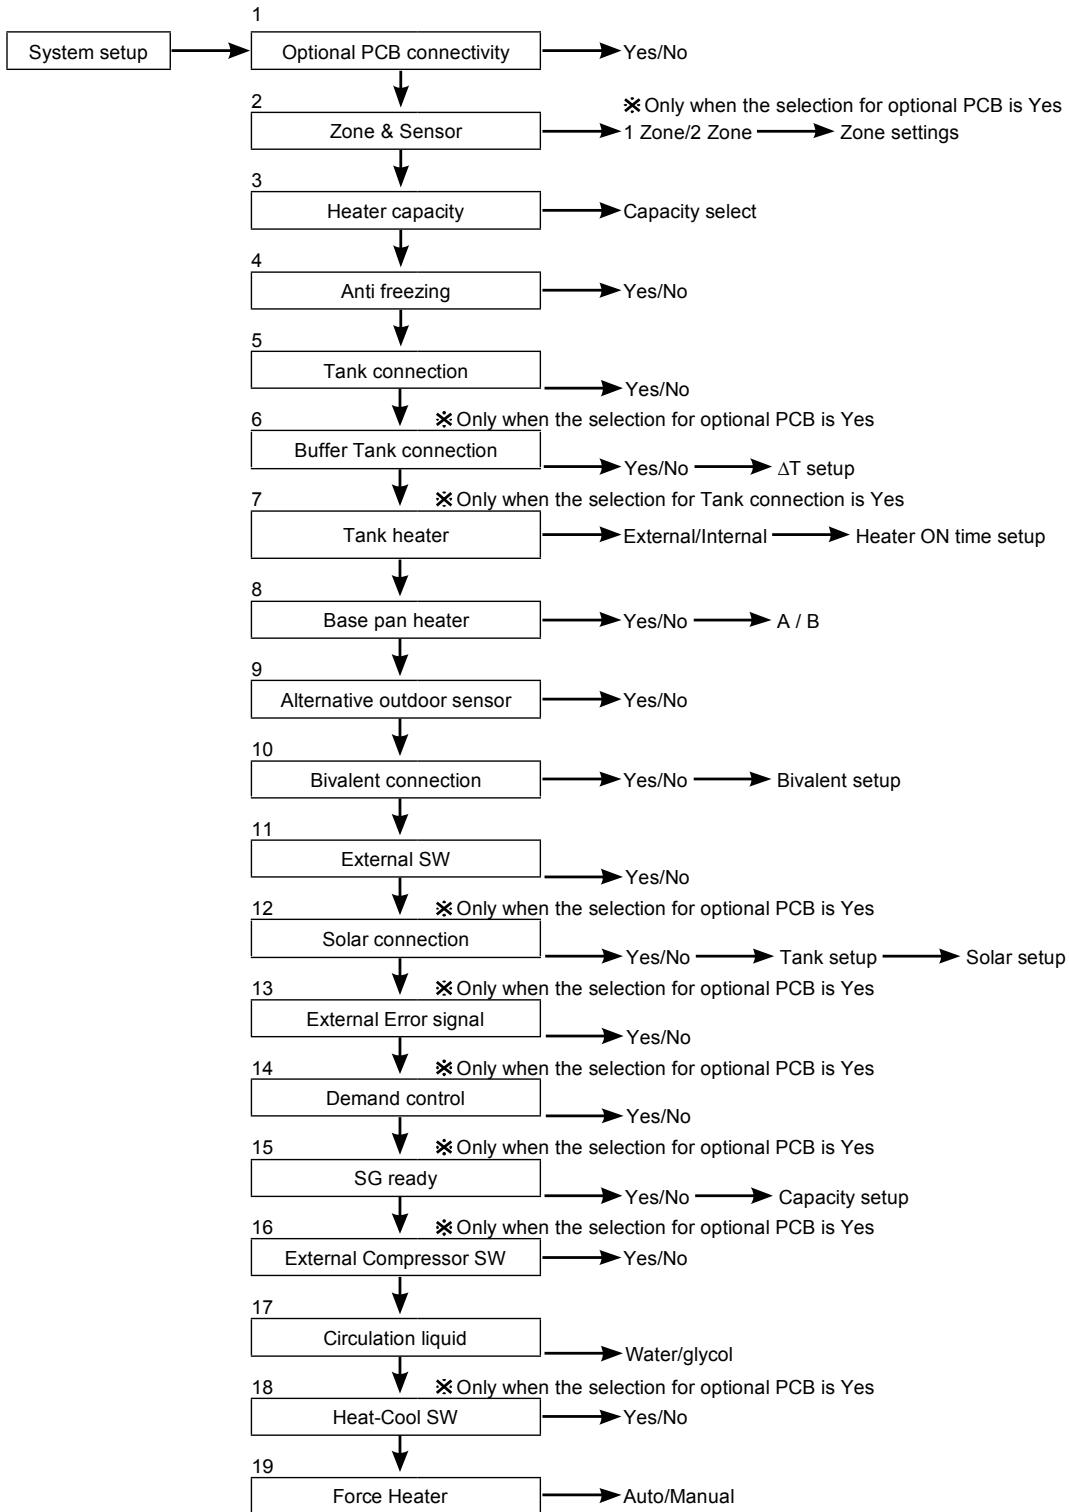 1
System setup Optional PCB connectivity Yes/No
2 ※ Only when the selection for optional PCB is Yes
Zone & Sensor 1 Zone/2 Zone Zone settings
3
Heater capacity Capacity select
4
Anti freezing Yes/No
5
Tank connection Yes/No
6 ※ Only when the selection for optional PCB is Yes
Buffer Tank connection Yes/No ΔT setup
7 ※ Only when the selection for Tank connection is Yes
Tank heater External/Internal Heater ON time setup
8
Base pan heater Yes/No A / B
9
Alternative outdoor sensor Yes/No
10
Bivalent connection Yes/No Bivalent setup
11
External SW Yes/No
12 ※ Only when the selection for optional PCB is Yes
Solar connection Yes/No Tank setup Solar setup
13 ※ Only when the selection for optional PCB is Yes
External Error signal Yes/No
14 ※ Only when the selection for optional PCB is Yes
Demand control Yes/No
15 ※ Only when the selection for optional PCB is Yes
SG ready Yes/No Capacity setup
16 ※ Only when the selection for optional PCB is Yes
External Compressor SW Yes/No
17
Circulation liquid Water/glycol
18 ※ Only when the selection for optional PCB is Yes
Heat-Cool SW Yes/No
19
Force Heater Auto/Manual